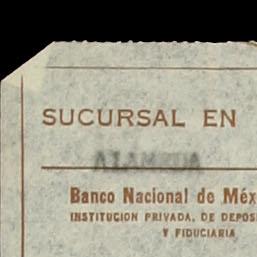 SUCURSAL EN
ALAMEDA
Banco Nacional de Méx
INSTITUCION PRIVADA, DE DEPOS
Y FIDUCIARIA